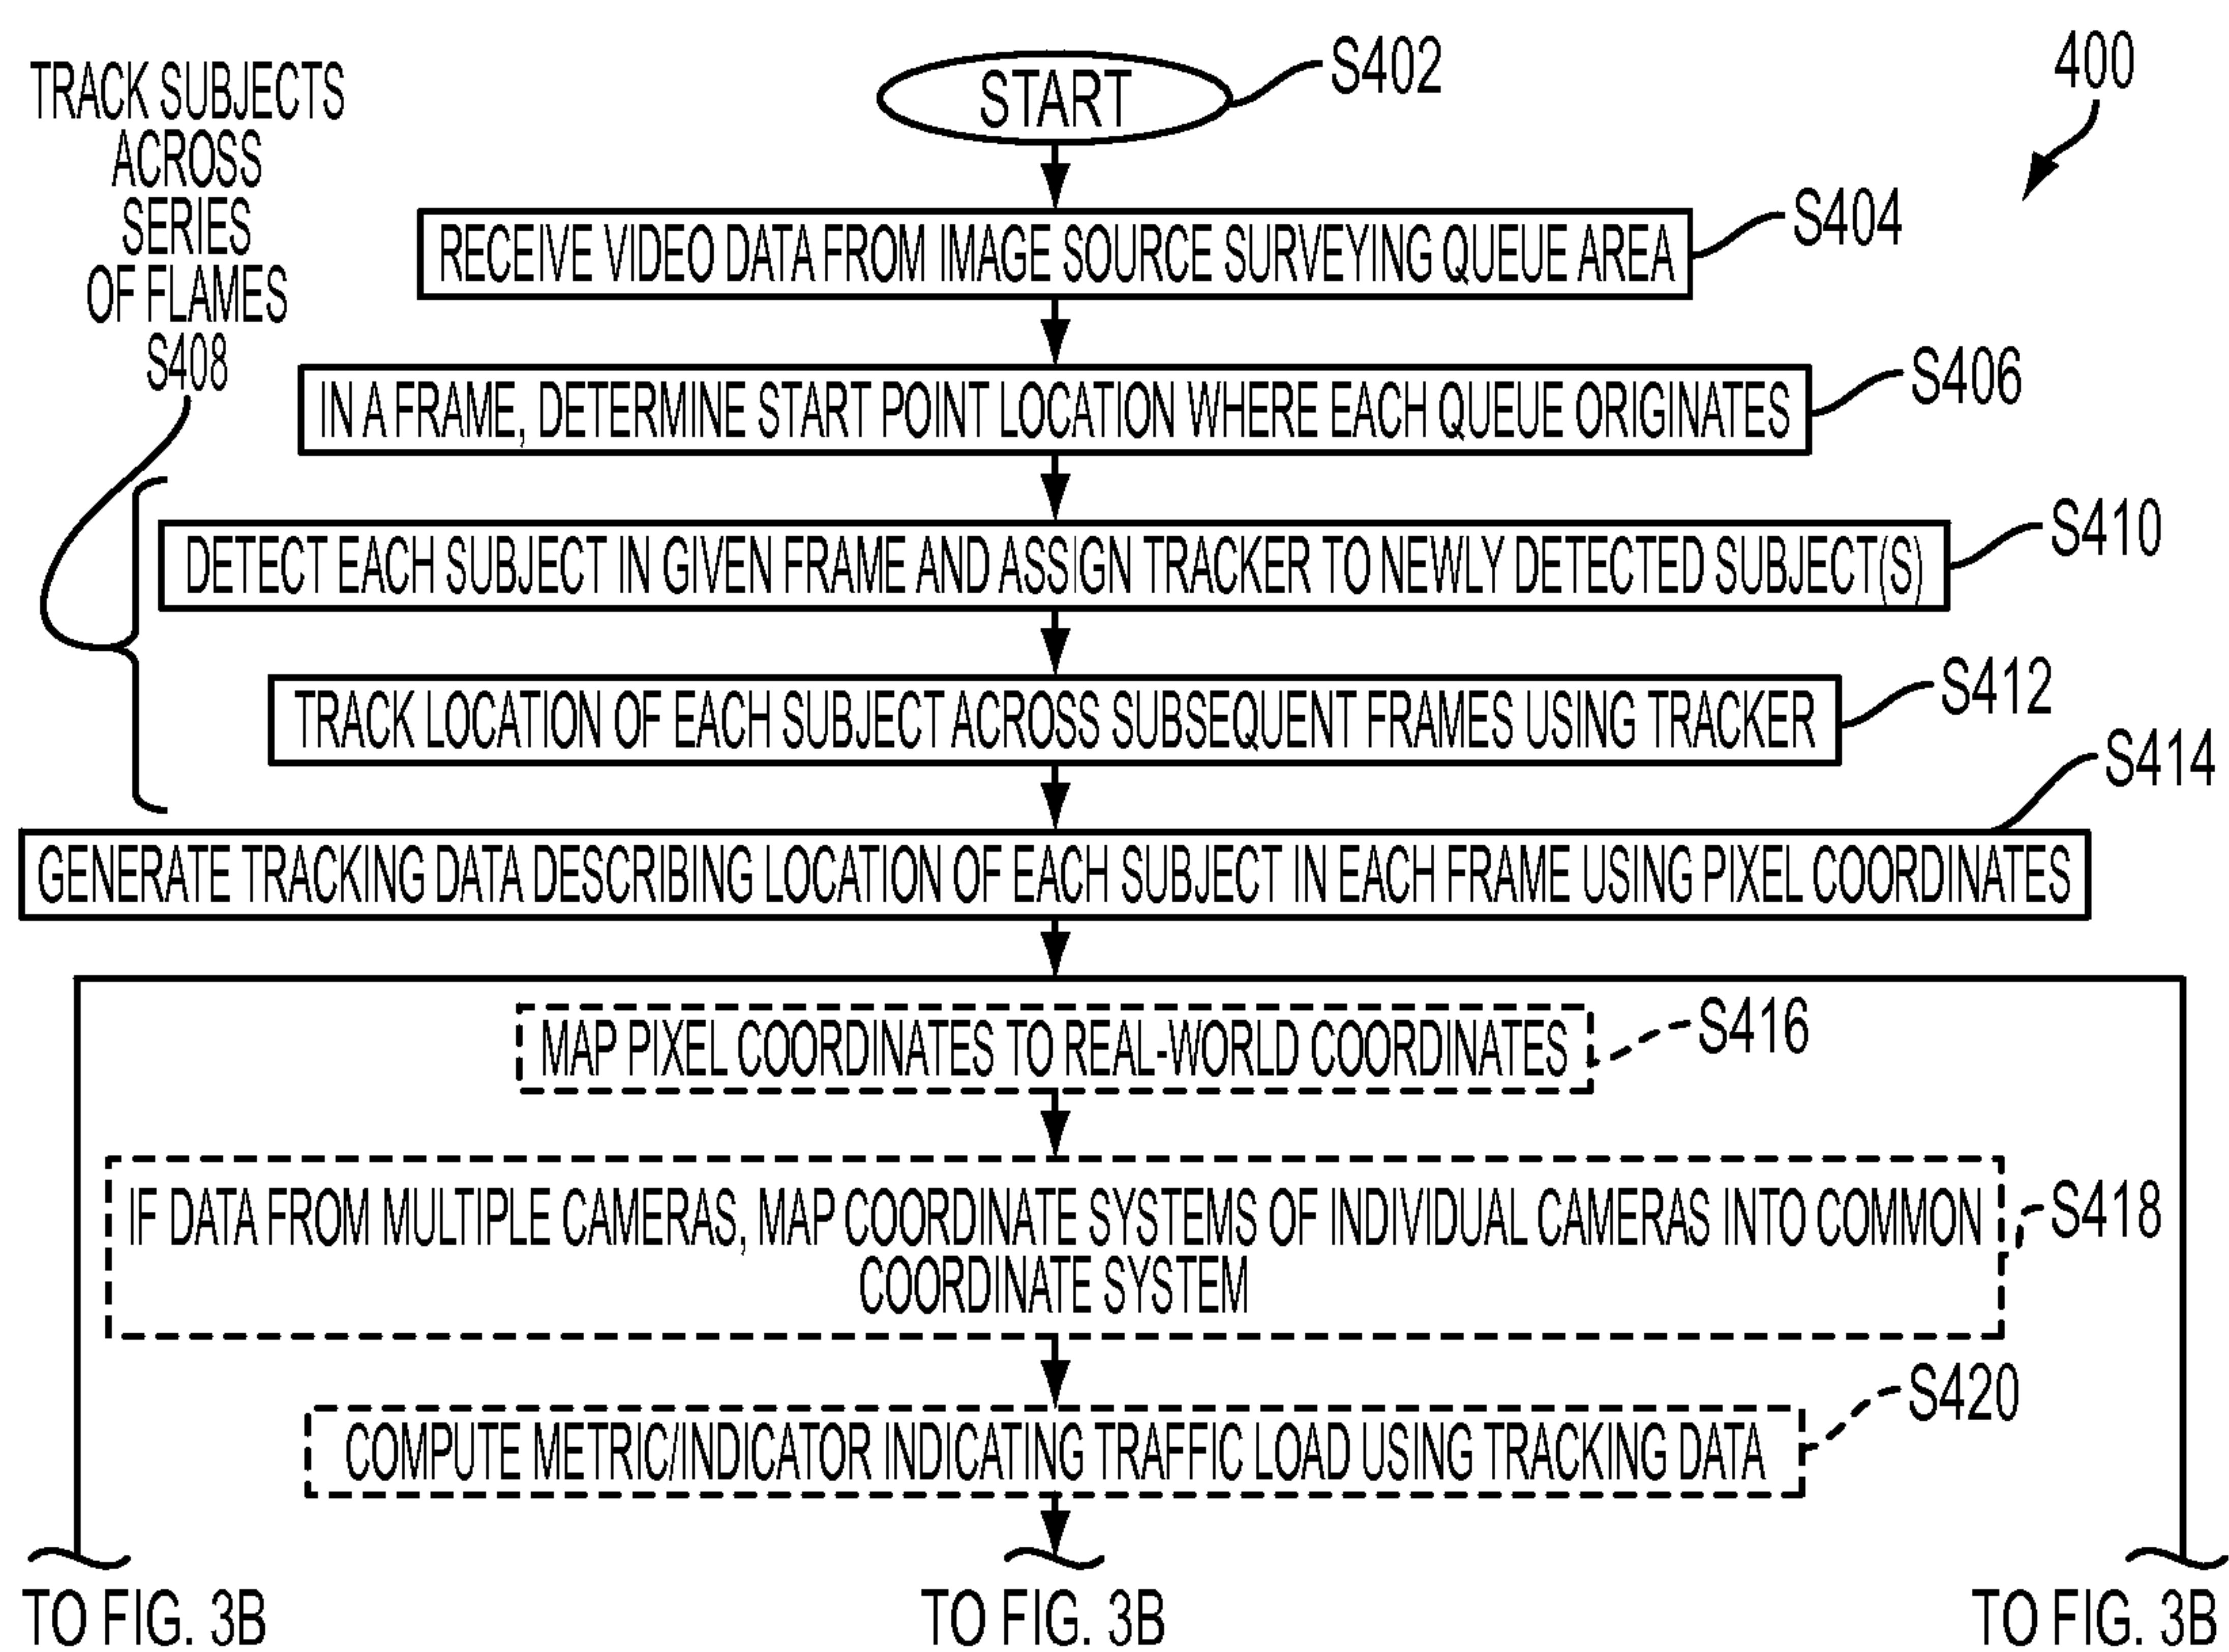 400
START
S402
TRACK SUBJECTS
ACROSS
SERIES
OF FLAMES
S408
RECEIVE VIDEO DATA FROM IMAGE SOURCE SURVEYING QUEUE AREA
S404
IN A FRAME, DETERMINE START POINT LOCATION WHERE EACH QUEUE ORIGINATES
S406
DETECT EACH SUBJECT IN GIVEN FRAME AND ASSIGN TRACKER TO NEWLY DETECTED SUBJECT(S)
S410
TRACK LOCATION OF EACH SUBJECT ACROSS SUBSEQUENT FRAMES USING TRACKER
S412
GENERATE TRACKING DATA DESCRIBING LOCATION OF EACH SUBJECT IN EACH FRAME USING PIXEL COORDINATES
S414
MAP PIXEL COORDINATES TO REAL-WORLD COORDINATES
S416
IF DATA FROM MULTIPLE CAMERAS, MAP COORDINATE SYSTEMS OF INDIVIDUAL CAMERAS INTO COMMON
COORDINATE SYSTEM
S418
COMPUTE METRIC/INDICATOR INDICATING TRAFFIC LOAD USING TRACKING DATA
S420
TO FIG. 3B
TO FIG. 3B
TO FIG. 3B